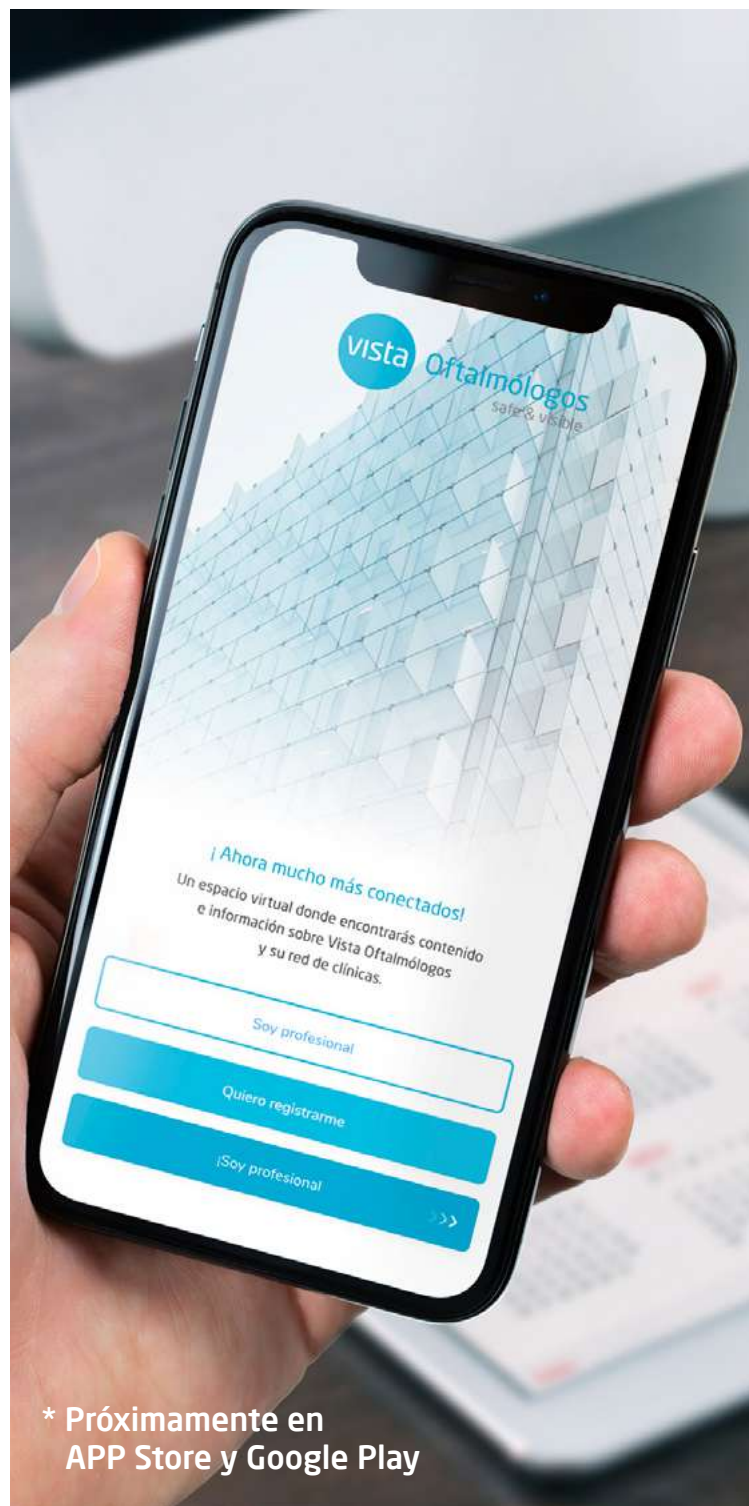 vista Oftalmólogos
safe & visible
¡ Ahora mucho más conectados!
Un espacio virtual donde encontrarás contenido
e información sobre Vista Oftalmólogos
y su red de clínicas.
Soy profesional
Quiero registrarme
¡Soy profesional
>>>
* Próximamente en
APP Store y Google Play